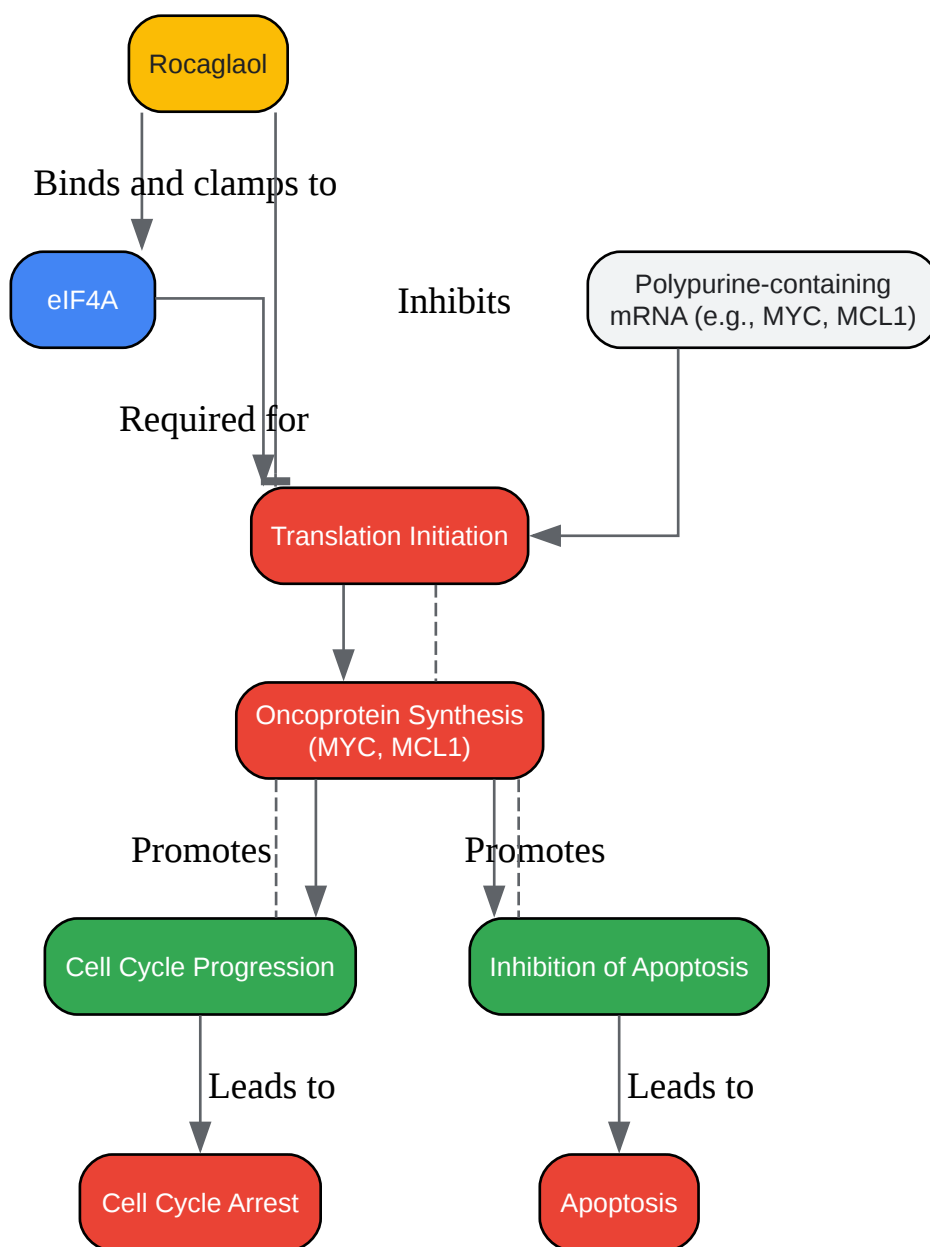 Rocaglaol
Binds and clamps to
eIF4A
Inhibits
Polypurine-containing
mRNA (e.g., MYC, MCL1)
Required for
Translation Initiation
Oncoprotein Synthesis
(MYC, MCL1)
Promotes
Promotes
Cell Cycle Progression
Inhibition of Apoptosis
Leads to
Leads to
Cell Cycle Arrest
Apoptosis